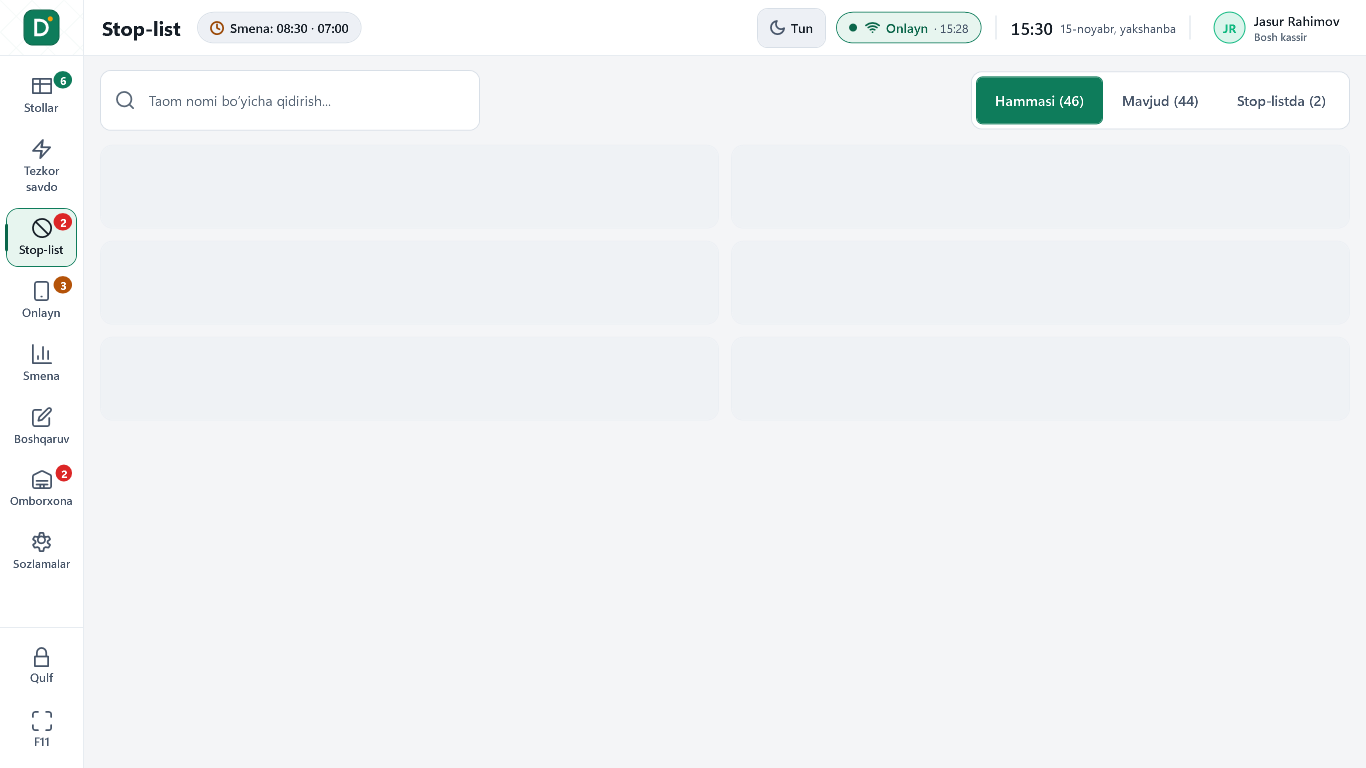 D
Stop-list
Smena: 08:30 · 07:00
Tun
Onlayn · 15:28
15:30 15-noyabr, yakshanba
JR
Jasur Rahimov
Bosh kassir
6
Stollar
Tezkor
savdo
2
Stop-list
3
Onlayn
Smena
Boshqaruv
2
Omborxona
Sozlamalar
Qulf
F11
Taom nomi bo‘yicha qidirish...
Hammasi (46)
Mavjud (44)
Stop-listda (2)